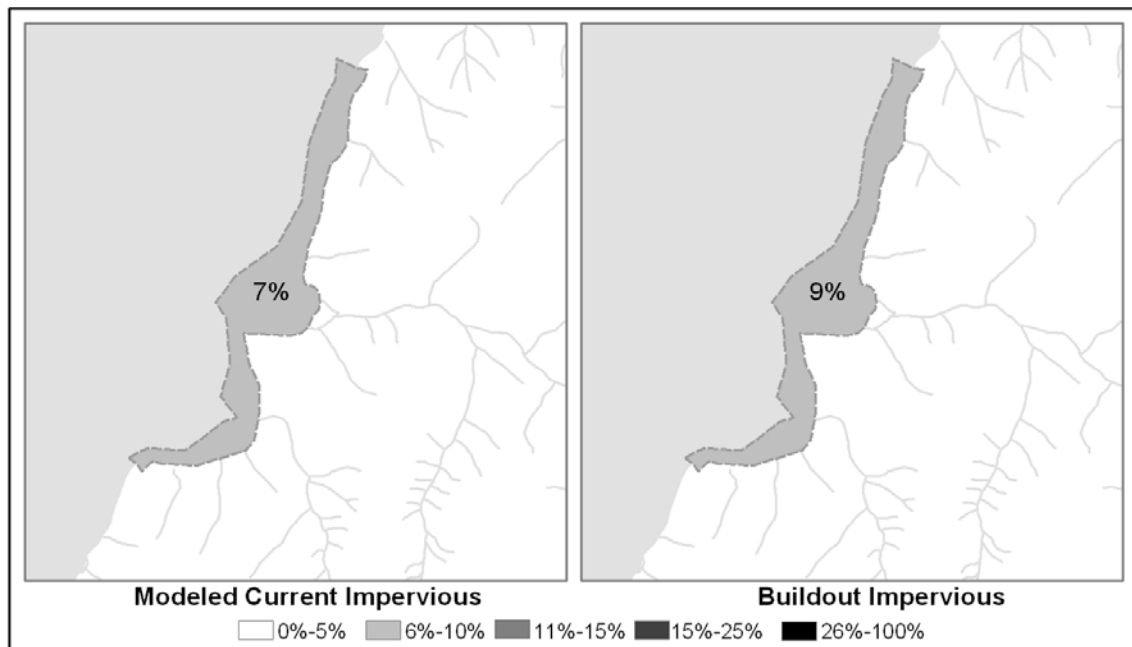 7%
9%
Modeled Current Impervious
Buildout Impervious
0%-5% 6%-10% 11%-15% 15%-25% 26%-100%